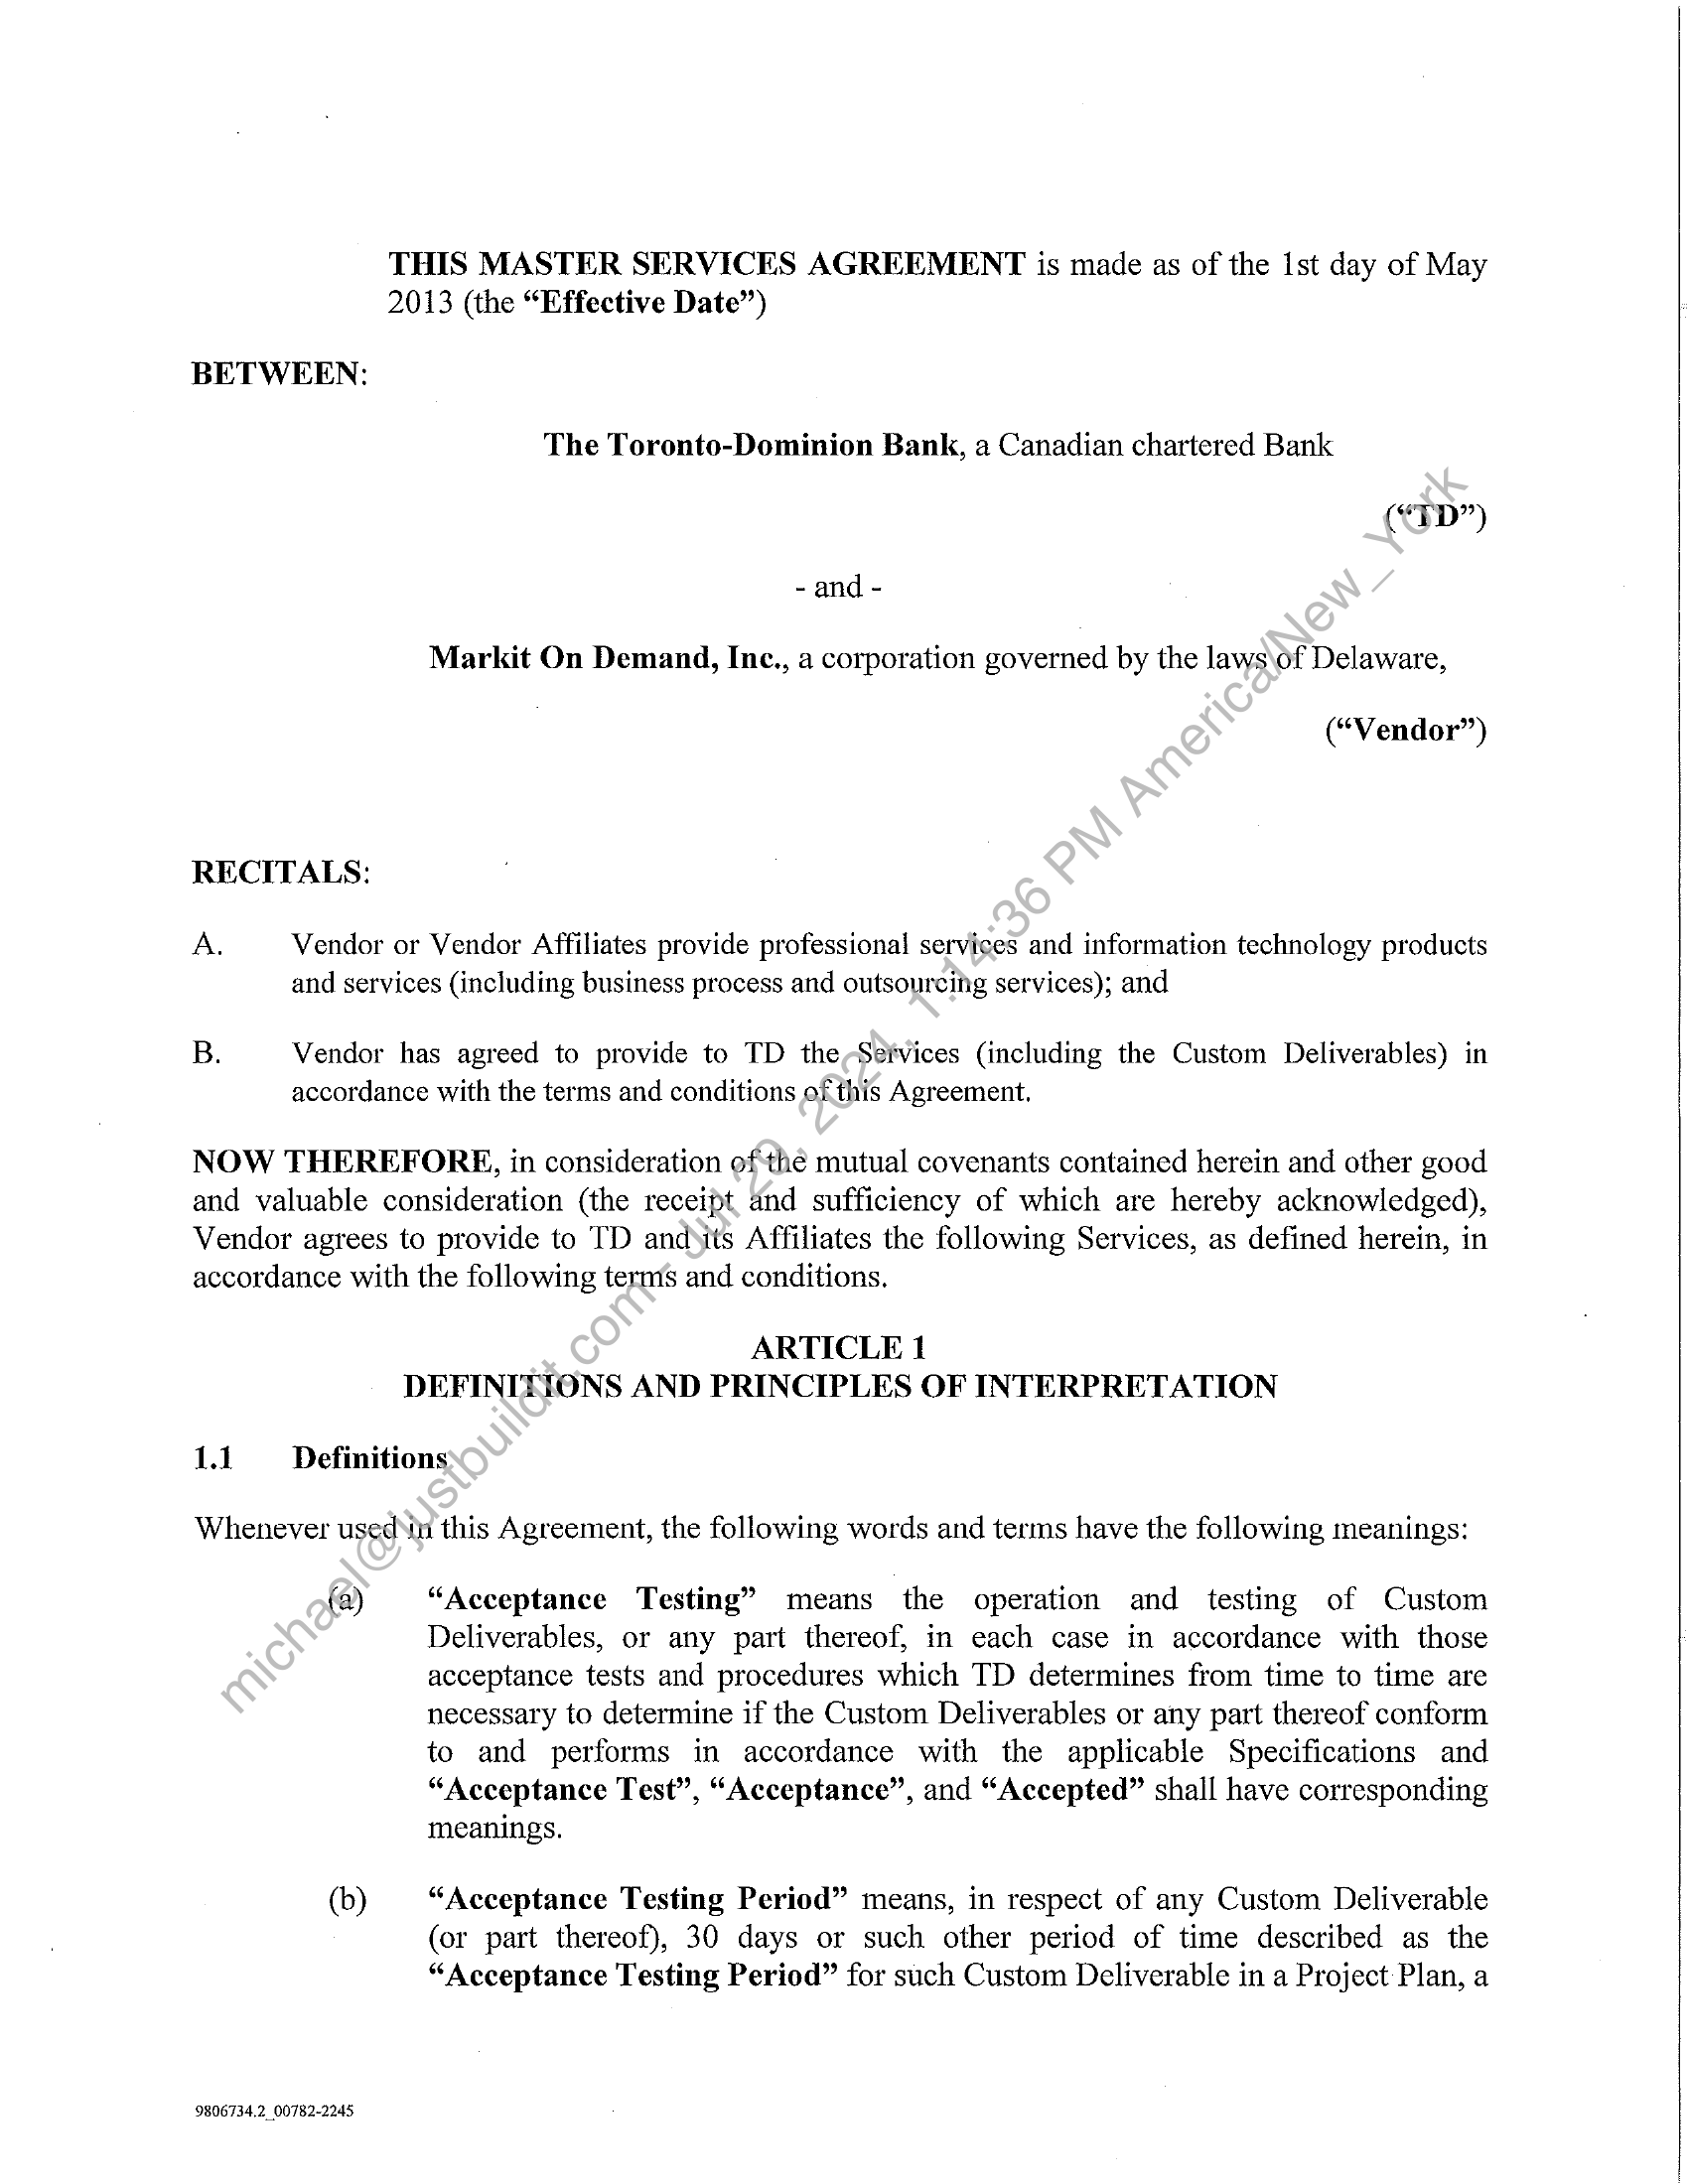 THIS MASTER SERVICES AGREEMENT is made as of the 1st day of May
2013 (the “Effective Date”)
BETWEEN:
The Toronto-Dominion Bank, a Canadian chartered Bank
(“TD”)
- and -
Markit On Demand, Inc., a corporation governed by the laws of Delaware,
(“Vendor”)
RECITALS:
A. Vendor or Vendor Affiliates provide professional services and information technology products
and services (including business process and outsourcing services); and
B. Vendor has agreed to provide to TD the Services (including the Custom Deliverables) in
accordance with the terms and conditions of this Agreement.
NOW THEREFORE, in consideration of the mutual covenants contained herein and other good
and valuable consideration (the receipt and sufficiency of which are hereby acknowledged),
Vendor agrees to provide to TD and its Affiliates the following Services, as defined herein, in
accordance with the following terms and conditions.
ARTICLE 1
DEFINITIONS AND PRINCIPLES OF INTERPRETATION
1.1 Definitions
Whenever used in this Agreement, the following words and terms have the following meanings:
(a) “Acceptance Testing” means the operation and testing of Custom
Deliverables, or any part thereof, in each case in accordance with those
acceptance tests and procedures which TD determines from time to time are
necessary to determine if the Custom Deliverables or any part thereof conform
to and performs in accordance with the applicable Specifications and
“Acceptance Test”, “Acceptance”, and “Accepted” shall have corresponding
meanings.
(b) “Acceptance Testing Period” means, in respect of any Custom Deliverable
(or part thereof), 30 days or such other period of time described as the
“Acceptance Testing Period” for such Custom Deliverable in a Project Plan, a
9806734.2_00782-2245
michael@justbuildit.com - Jul 29, 2024, 1:14:36 PM America/New_York